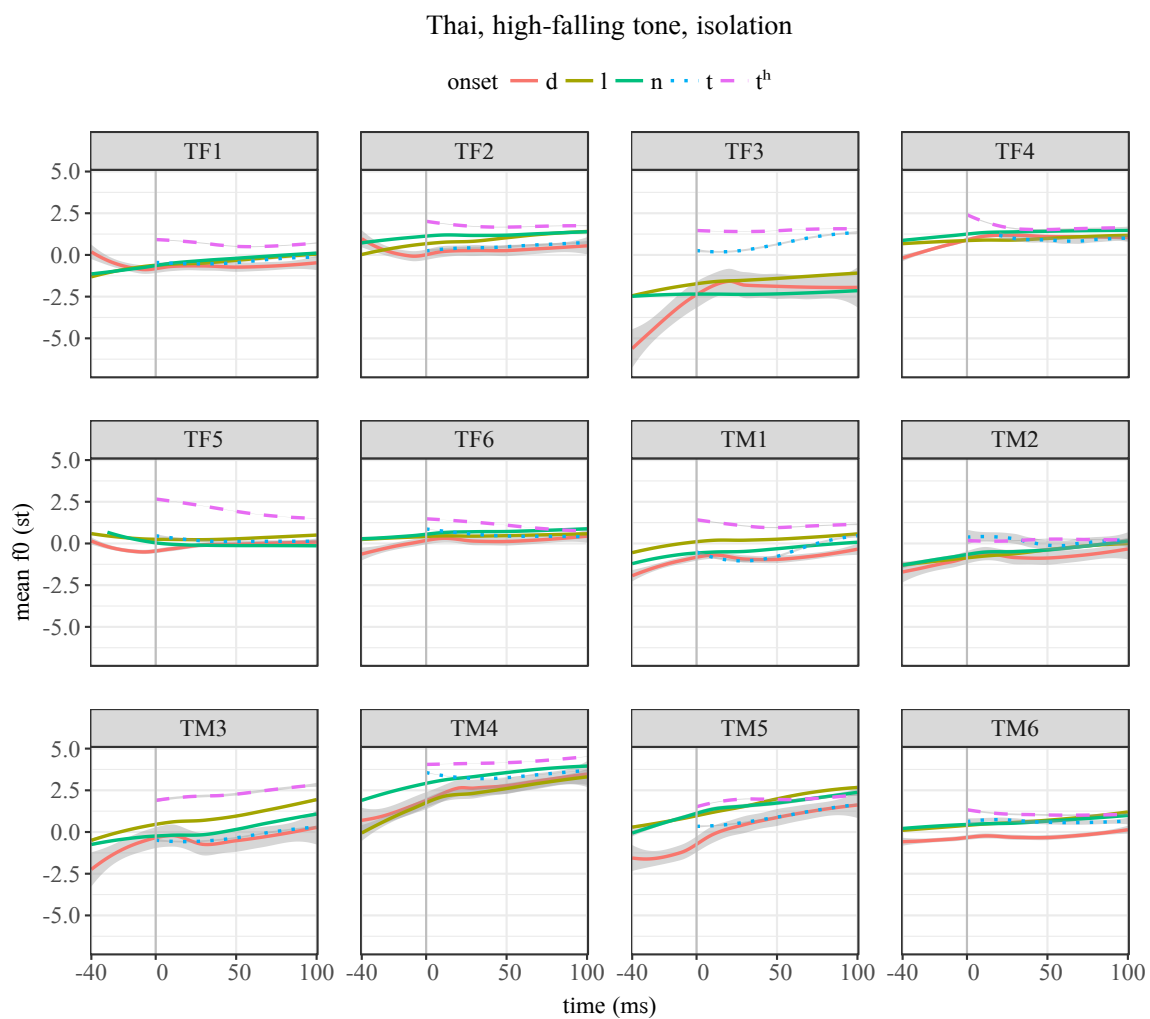 Thai, high-falling tone, isolation
onset d l n t tʰ
TF1 TF2 TF3 TF4
5.0
2.5
0.0
-2.5
-5.0
TF5 TF6 TM1 TM2
5.0
2.5
0.0
-2.5
-5.0
mean f0 (st)
TM3 TM4 TM5 TM6
5.0
2.5
0.0
-2.5
-5.0
-40 0 50 100 -40 0 50 100 -40 0 50 100 -40 0 50 100
time (ms)